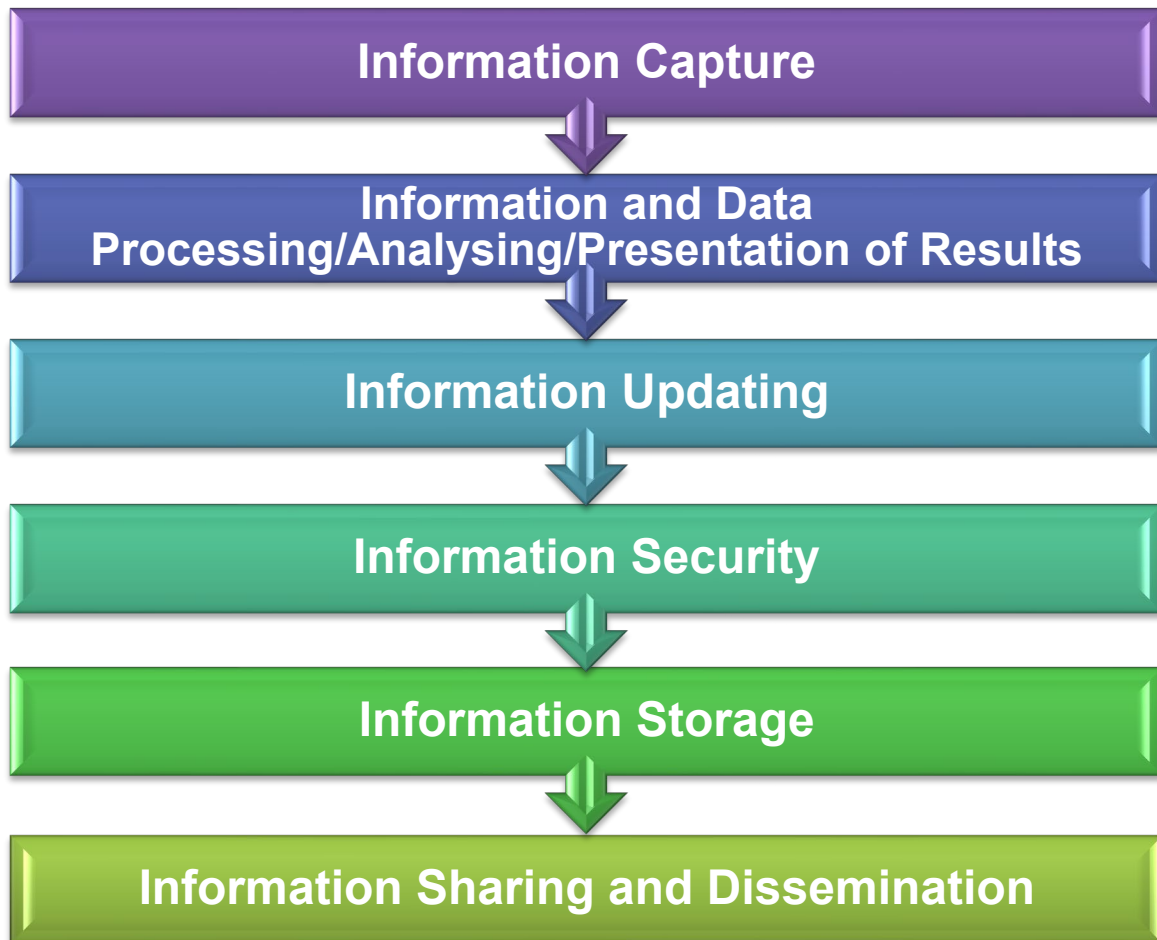 Information Capture
Information and Data
Processing/Analysing/Presentation of Results
Information Updating
Information Security
Information Storage
Information Sharing and Dissemination